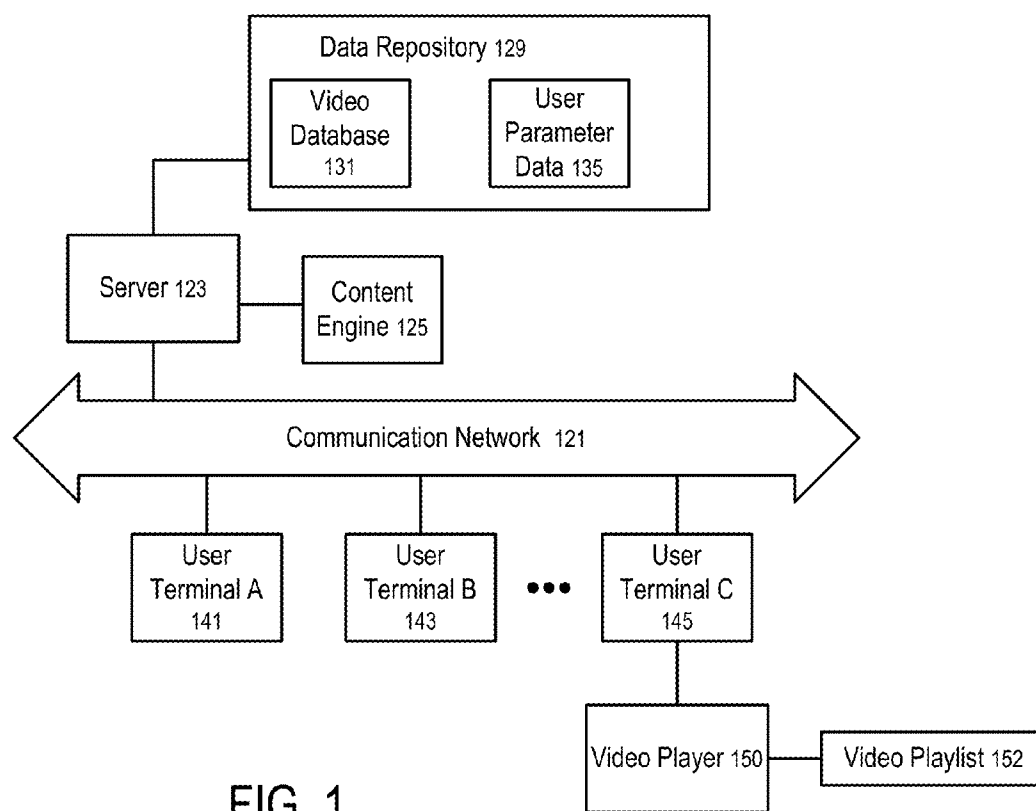 Data Repository 129
Video
Database
131
User
Parameter
Data 135
Server 123
Content
Engine 125
Communication Network 121
User
Terminal A
141
User
Terminal B
143
User
Terminal C
145
Video Player 150
Video Playlist 152
FIG. 1